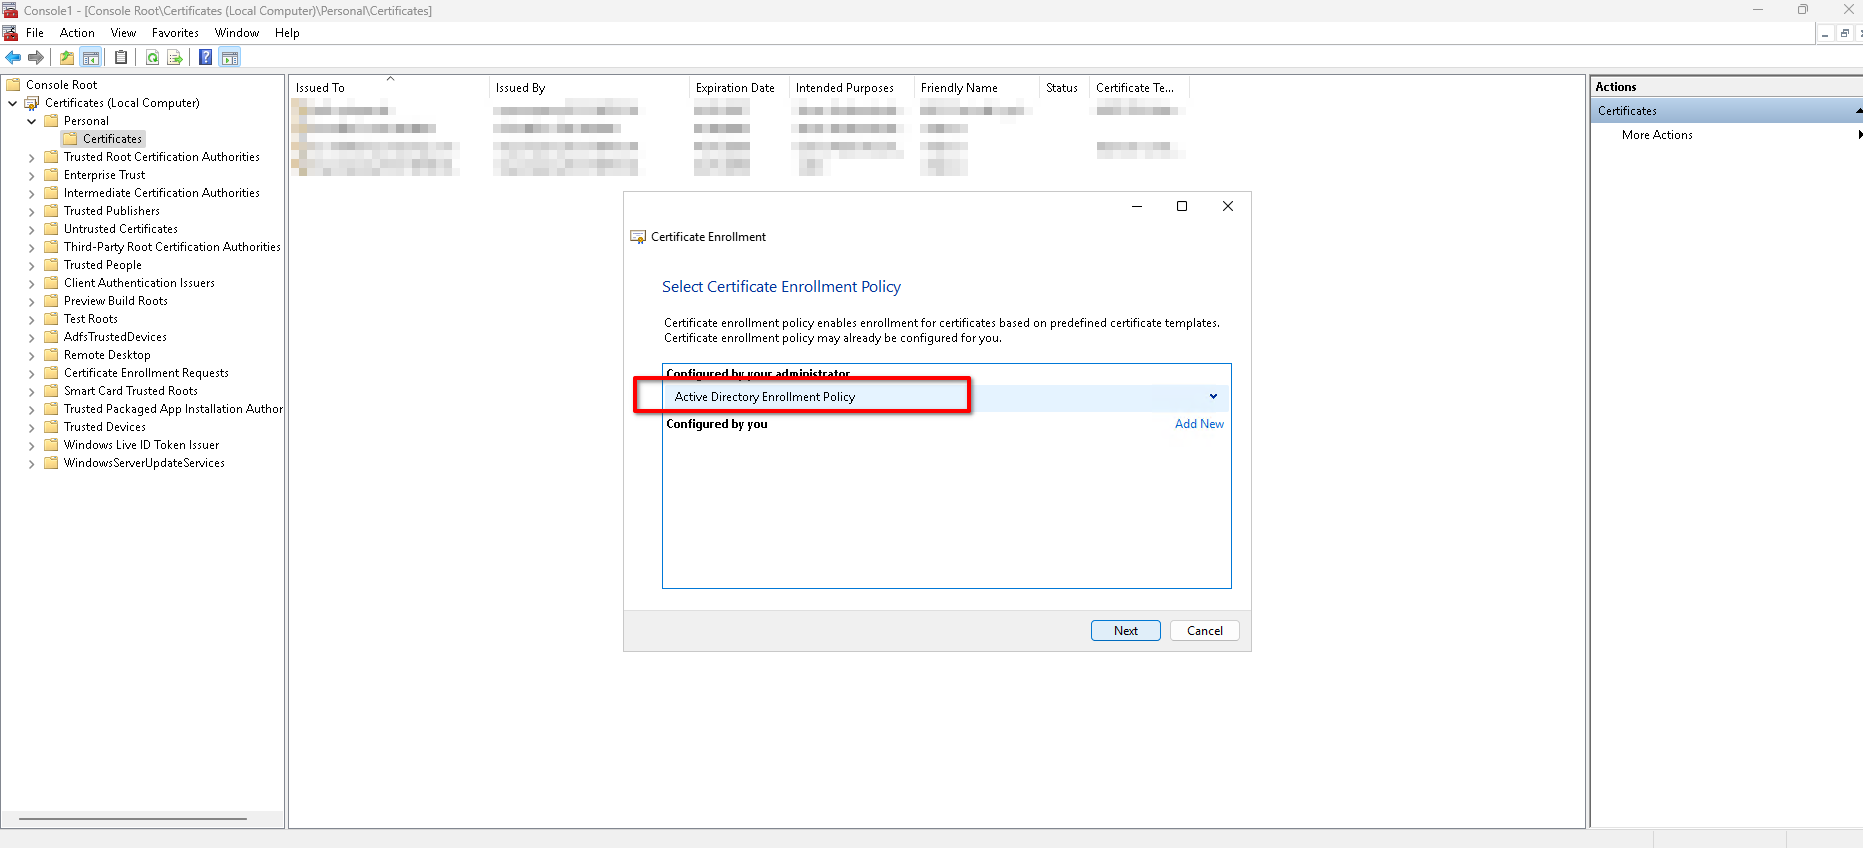 Console1 - [Console Root\Certificates (Local Computer)\Personal\Certificates]
File Action View Favorites Window Help
Console Root
Certificates (Local Computer)
Personal
Certificates
Trusted Root Certification Authorities
Enterprise Trust
Intermediate Certification Authorities
Trusted Publishers
Untrusted Certificates
Third-Party Root Certification Authorities
Trusted People
Client Authentication Issuers
Preview Build Roots
Test Roots
AdfsTrustedDevices
Remote Desktop
Certificate Enrollment Requests
Smart Card Trusted Roots
Trusted Packaged App Installation Author
Trusted Devices
Windows Live ID Token Issuer
WindowsServerUpdateServices
Issued To Issued By Expiration Date Intended Purposes Friendly Name Status Certificate Te...
Certificate Enrollment
Select Certificate Enrollment Policy
Certificate enrollment policy enables enrollment for certificates based on predefined certificate templates.
Certificate enrollment policy may already be configured for you.
Configured by your administrator
Active Directory Enrollment Policy
Configured by you Add New
Next Cancel
Actions
Certificates
More Actions